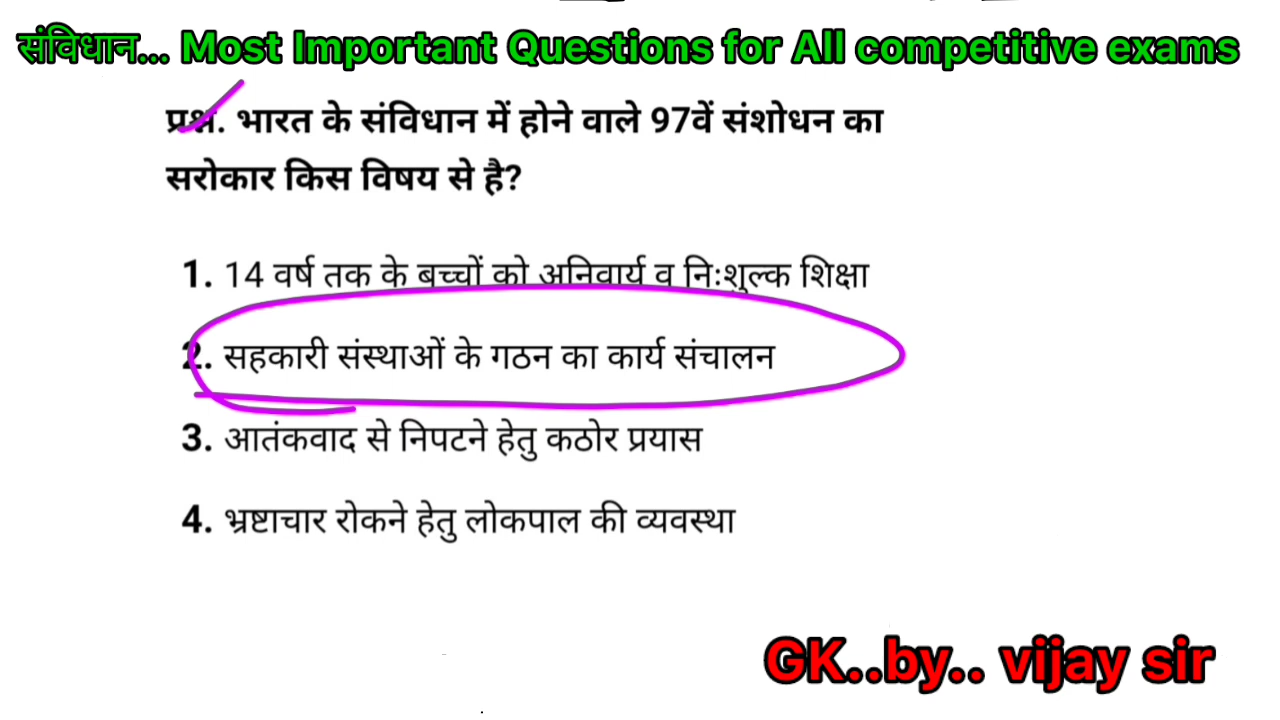 संविधान... Most Important Questions for All competitive exams
प्रश्न. भारत के संविधान में होने वाले 97वें संशोधन का
सरोकार किस विषय से है?
1. 14 वर्ष तक के बच्चों को अनिवार्य व निःशुल्क शिक्षा
2. सहकारी संस्थाओं के गठन का कार्य संचालन
3. आतंकवाद से निपटने हेतु कठोर प्रयास
4. भ्रष्टाचार रोकने हेतु लोकपाल की व्यवस्था
GK..by.. vijay sir